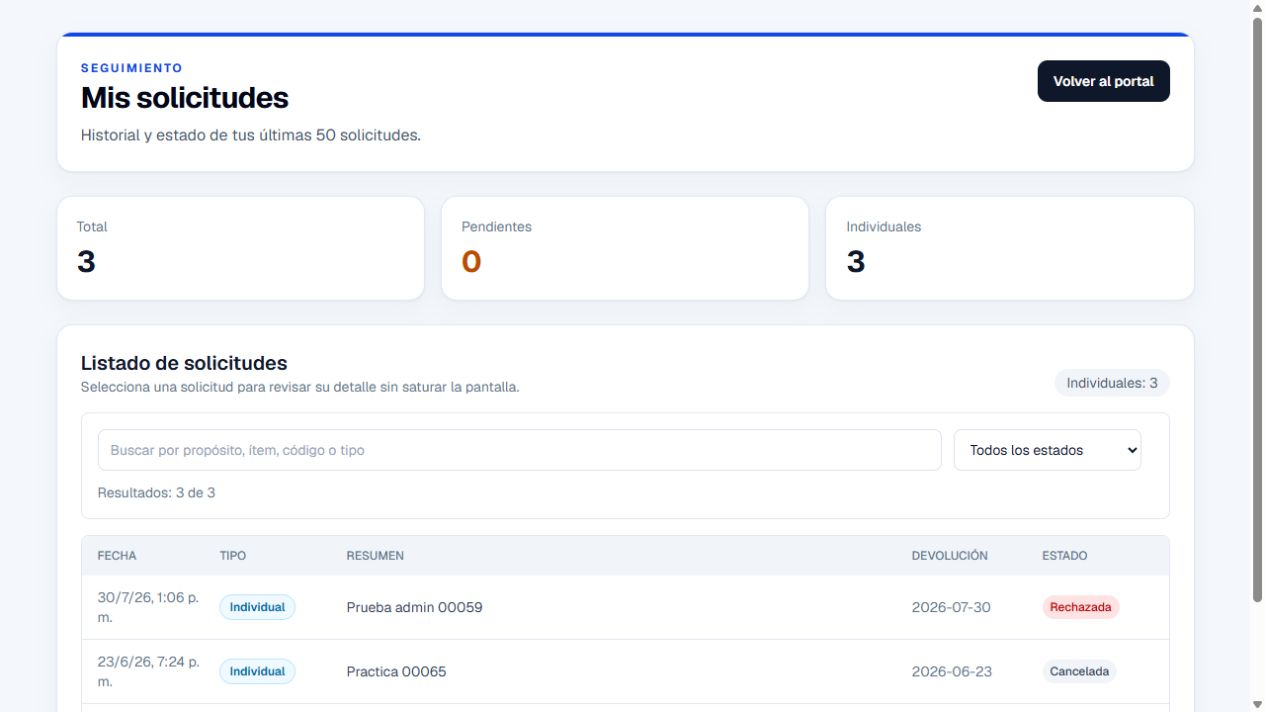 SEGUIMIENTO
Mis solicitudes
Volver al portal
Historial y estado de tus últimas 50 solicitudes.
Total
3
Pendientes
0
Individuales
3
Listado de solicitudes
Selecciona una solicitud para revisar su detalle sin saturar la pantalla.
Individuales: 3
Buscar por propósito, ítem, código o tipo
Todos los estados
Resultados: 3 de 3
FECHA TIPO RESUMEN DEVOLUCIÓN ESTADO
30/7/26, 1:06 p.
m.
Individual
Prueba admin 00059
2026-07-30
Rechazada
23/6/26, 7:24 p.
m.
Individual
Practica 00065
2026-06-23
Cancelada